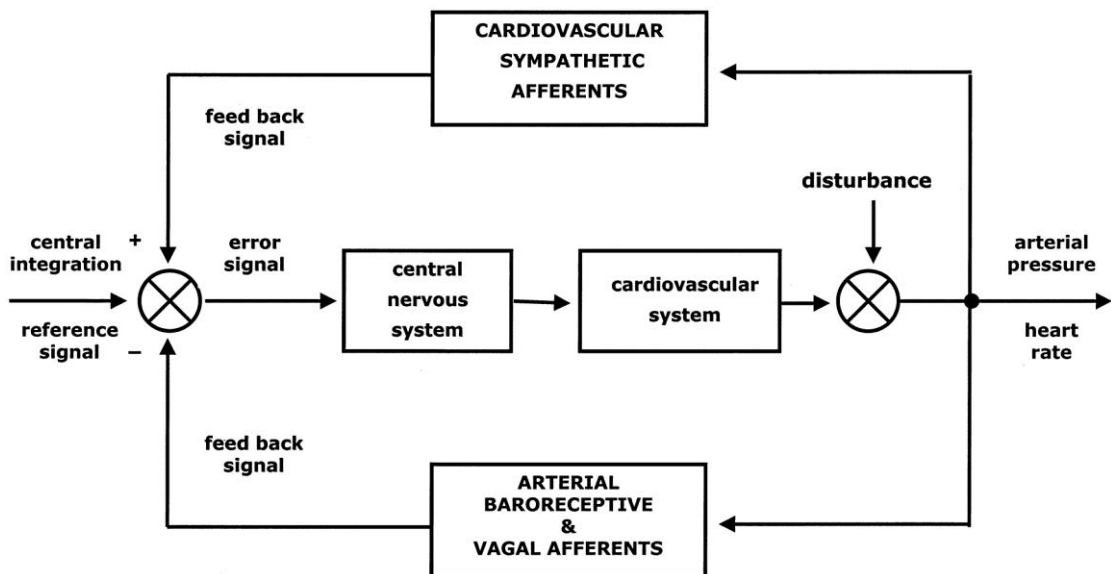 CARDIOVASCULAR
SYMPATHETIC
AFFERENTS
feed back
signal
disturbance
central
integration
+
reference
signal
−
error
signal
central
nervous
system
cardiovascular
system
arterial
pressure
heart
rate
feed back
signal
ARTERIAL
BARORECEPTIVE
&
VAGAL AFFERENTS